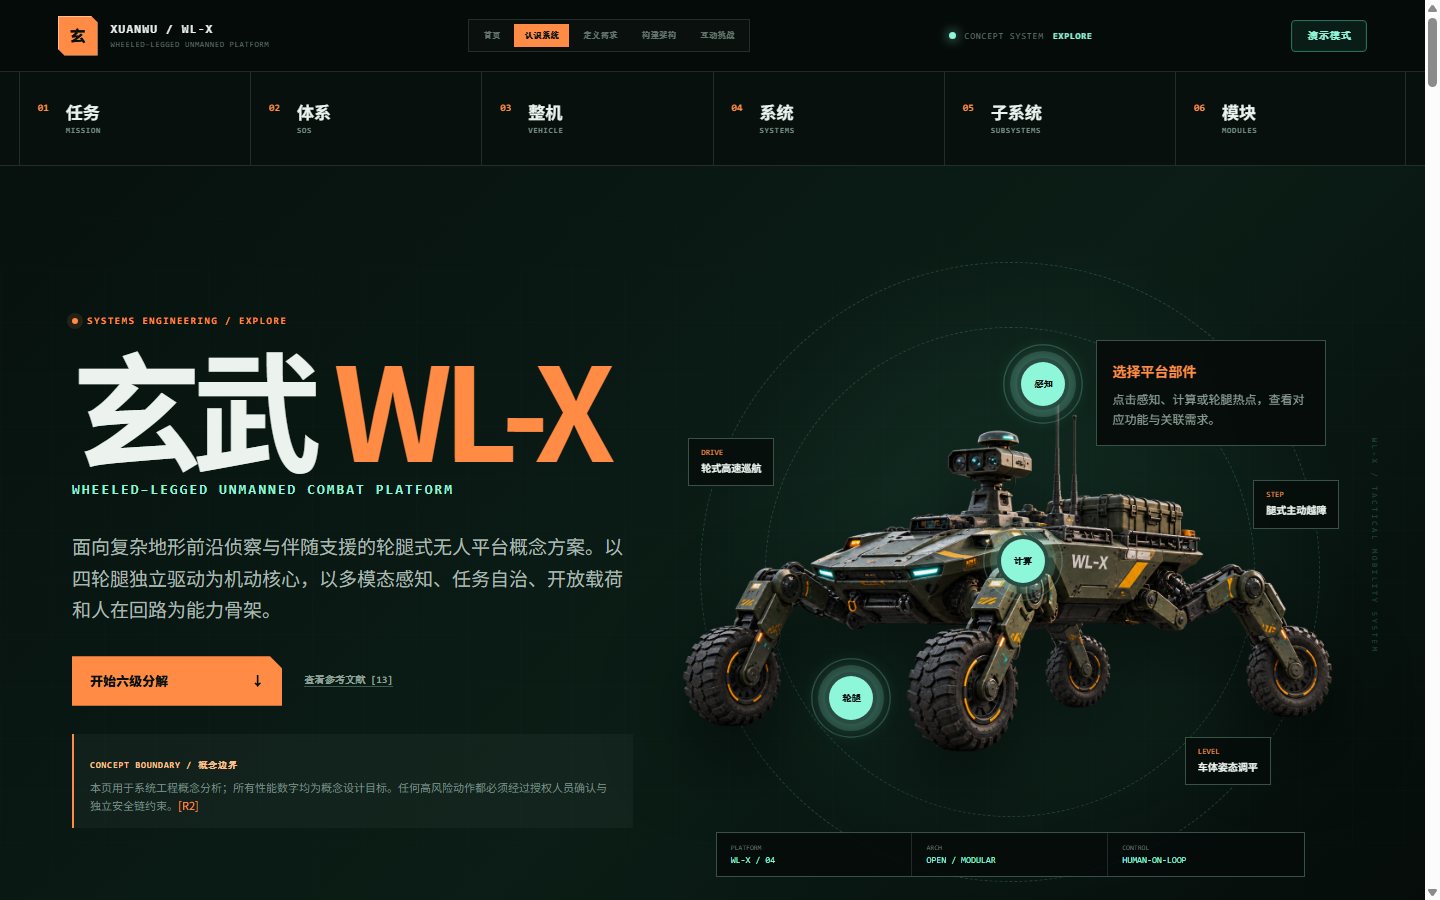 玄
XUANWU / WL-X
WHEELED-LEGGED UNMANNED PLATFORM
首页
认识系统
定义需求
构建架构
互动挑战
CONCEPT SYSTEM EXPLORE
演示模式
01 任务
MISSION
02 体系
SOS
03 整机
VEHICLE
04 系统
SYSTEMS
05 子系统
SUBSYSTEMS
06 模块
MODULES
SYSTEMS ENGINEERING / EXPLORE
玄武 WL-X
WHEELED-LEGGED UNMANNED COMBAT PLATFORM
面向复杂地形前沿侦察与伴随支援的轮腿式无人平台概念方案。以
四轮腿独立驱动为机动核心，以多模态感知、任务自治、开放载荷
和人在回路为能力骨架。
开始六级分解 ↓
查看参考文献 [13]
CONCEPT BOUNDARY / 概念边界
本页用于系统工程概念分析；所有性能数字均为概念设计目标。任何高风险动作都必须经过授权人员确认与
独立安全链约束。[R2]
感知
选择平台部件
点击感知、计算或轮腿热点，查看对
应功能与关联需求。
DRIVE
轮式高速巡航
STEP
腿式主动越障
计算
WL-X
轮腿
LEVEL
车体姿态调平
WL-X / TACTICAL MOBILITY SYSTEM
PLATFORM
WL-X / 04
ARCH
OPEN / MODULAR
CONTROL
HUMAN-ON-LOOP